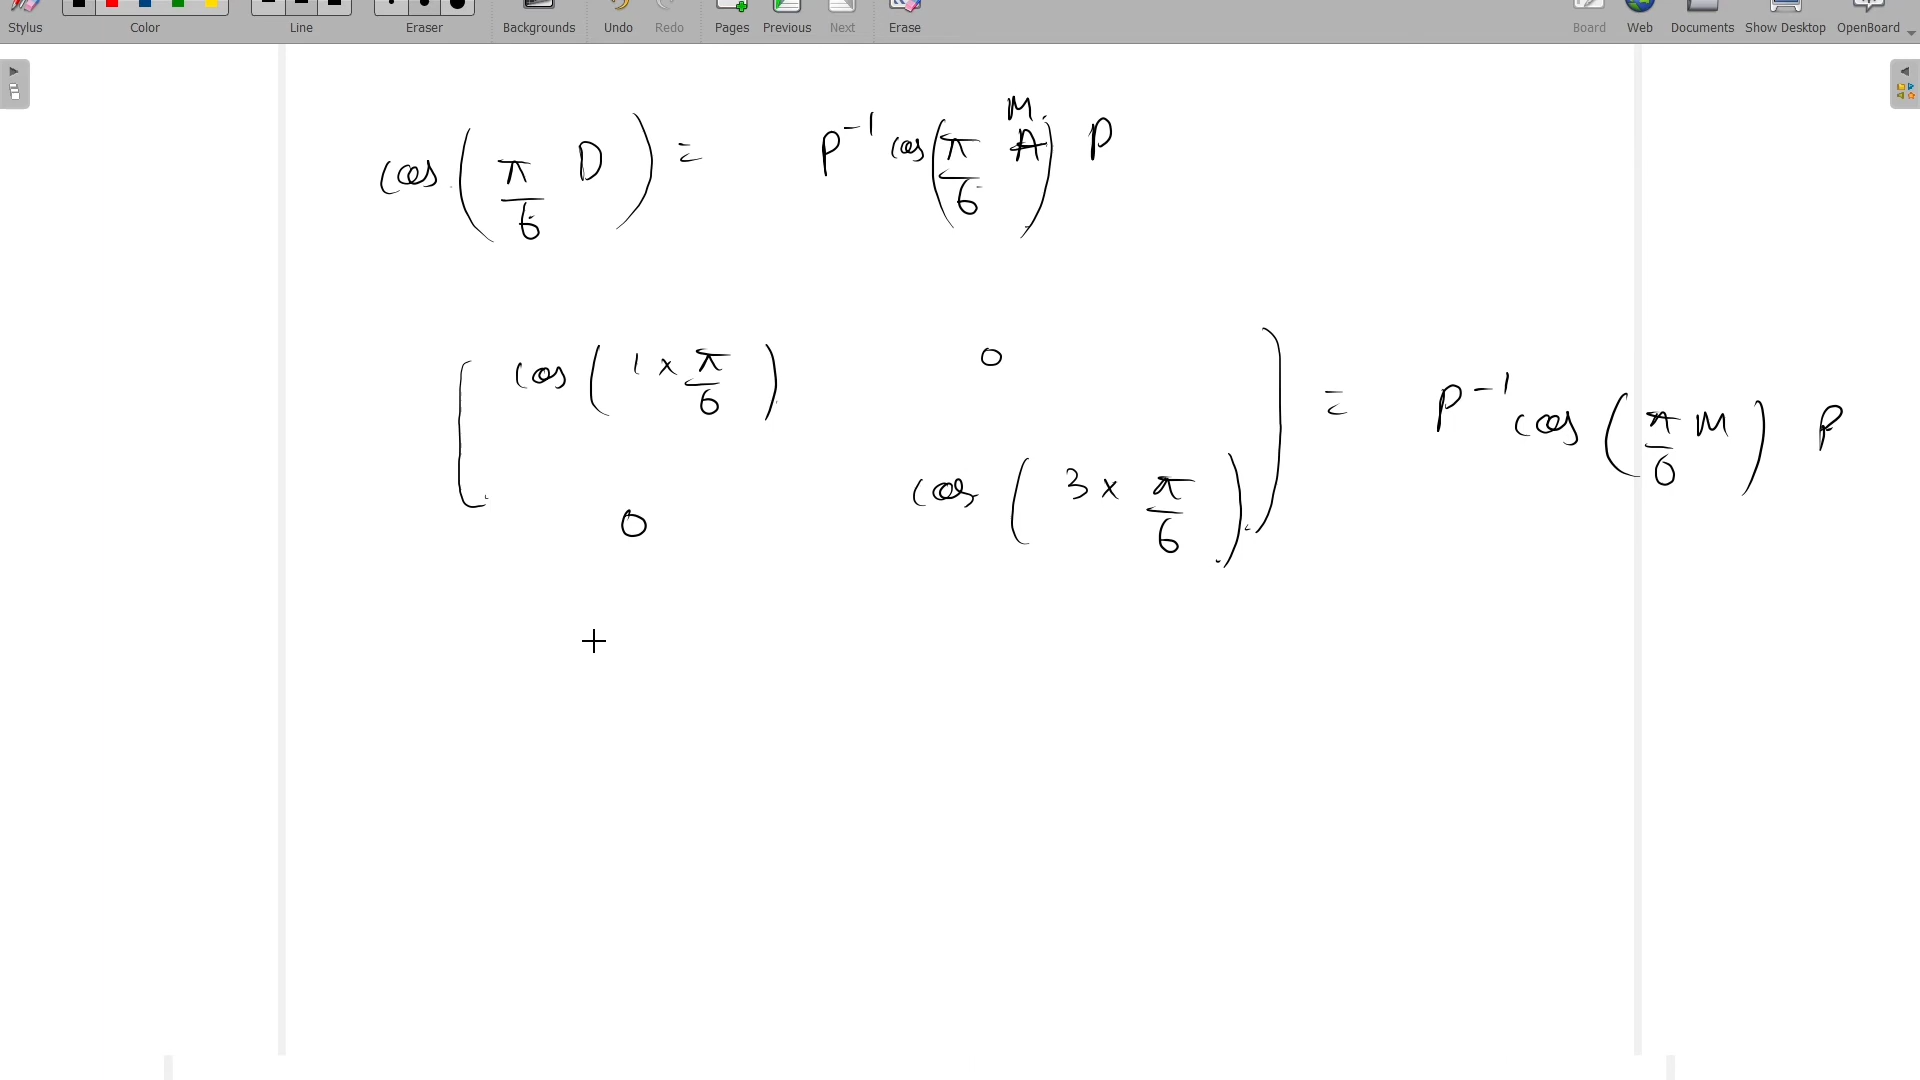 Stylus Color Line Eraser Backgrounds Undo Redo Pages Previous Next Erase Board Web Documents Show Desktop OpenBoard
cos(π/6 D) = P⁻¹ cos(π/6 A̶ M) P
[cos(1 × π/6) 0
0 cos(3 × π/6)] = P⁻¹ cos(π/6 M) P